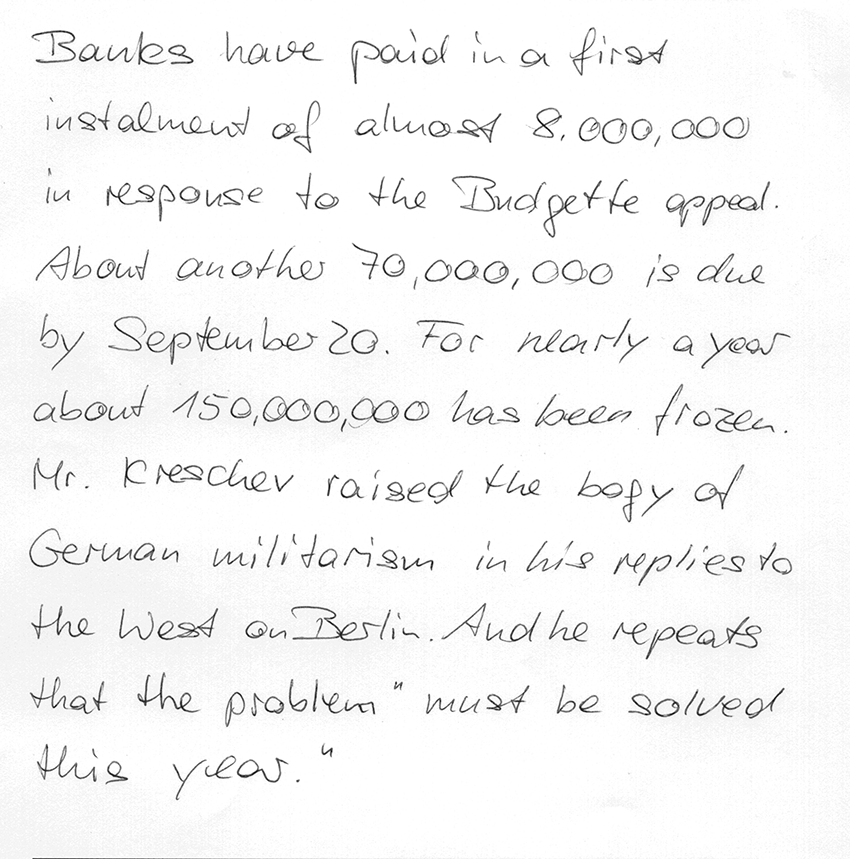 Banks have paid in a first
instalment of almost 8.000,000
in response to the Budgette appeal.
About another 70,000,000 is due
by September 20. For nearly a year
about 150,000,000 has been frozen.
Mr. Kreschev raised the bogy of
German militarism in his replies to
the West on Berlin. And he repeats
that the problem " must be solved
this year."